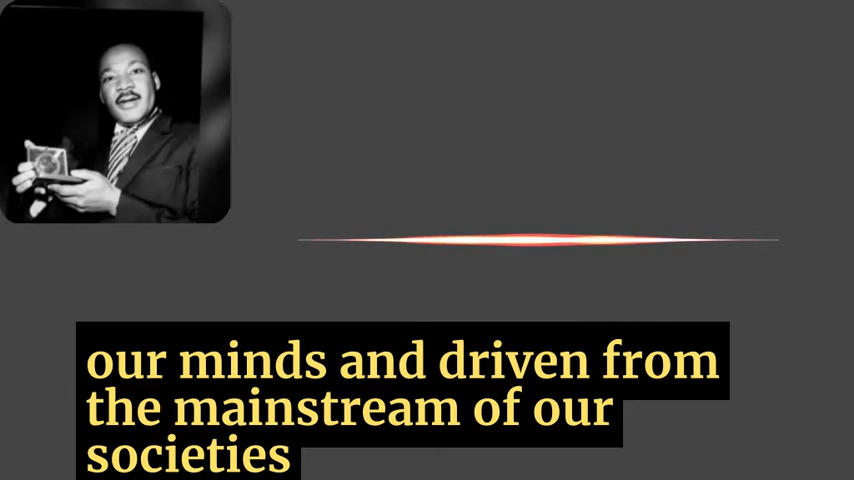 our minds and driven from
the mainstream of our
societies